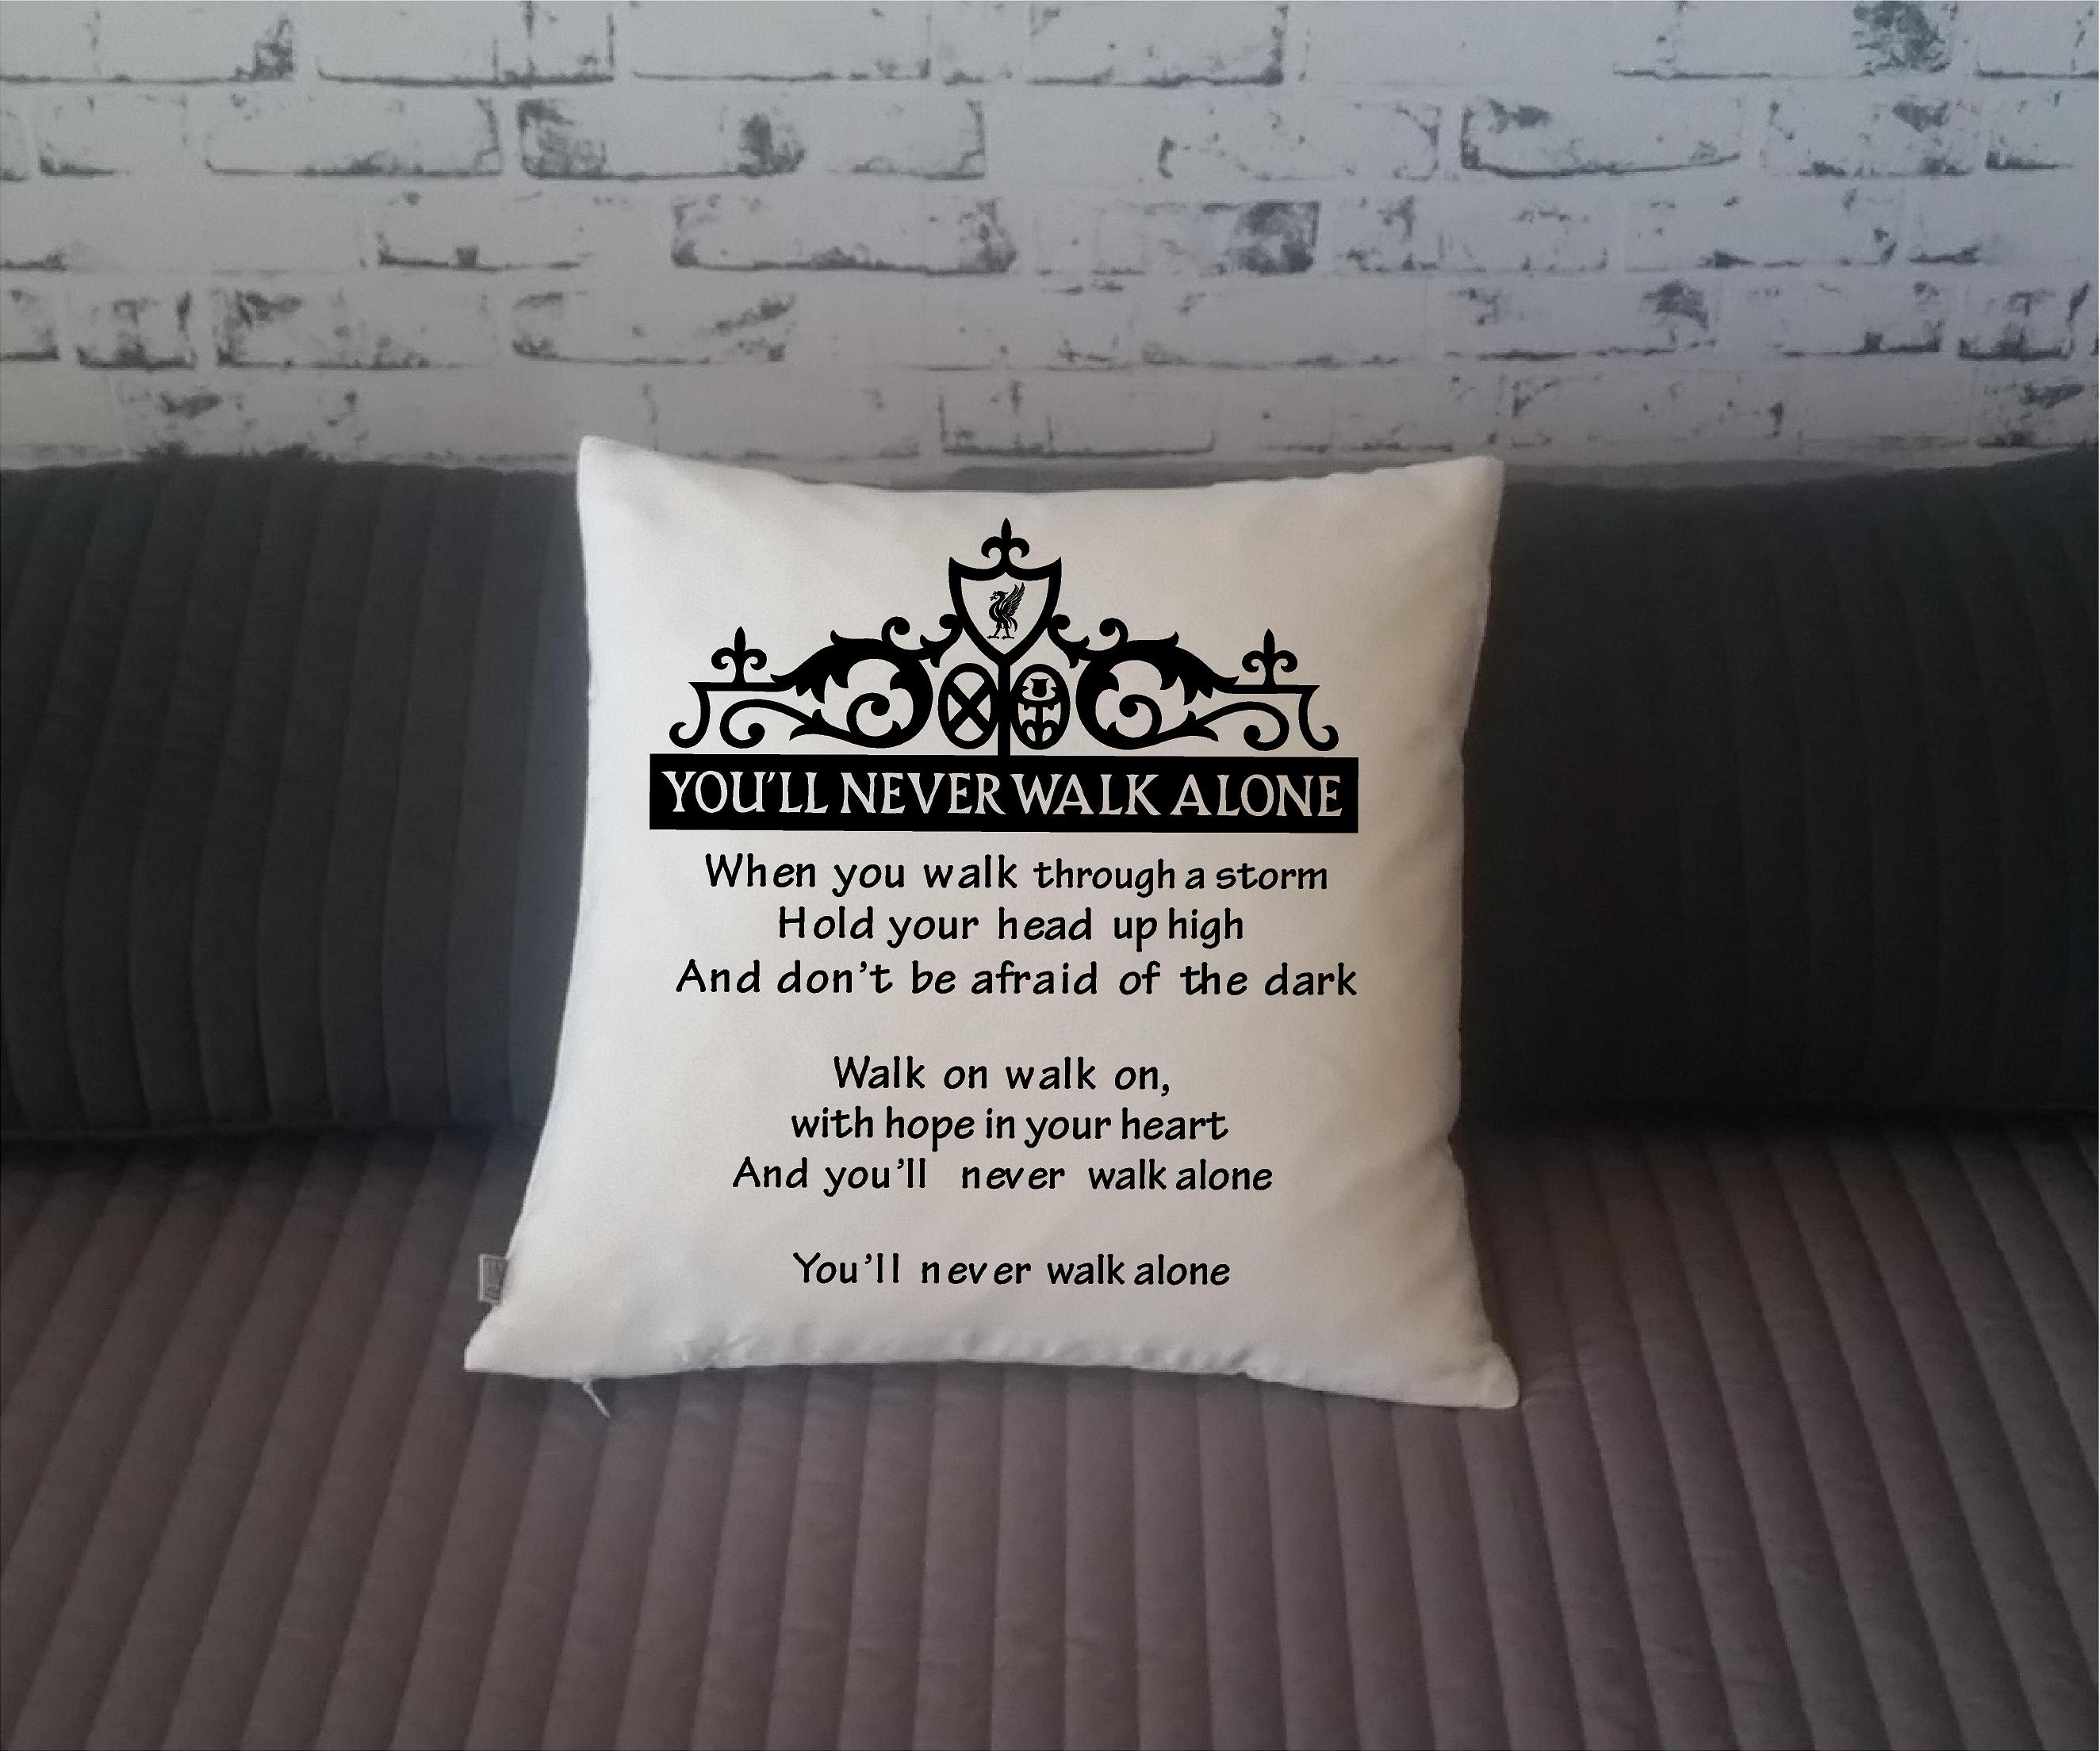 YOU'LL NEVER WALK ALONE
When you walk through a storm
Hold your head up high
And don't be afraid of the dark
Walk on walk on,
with hope in your heart
And you'll never walk alone
You'll never walk alone